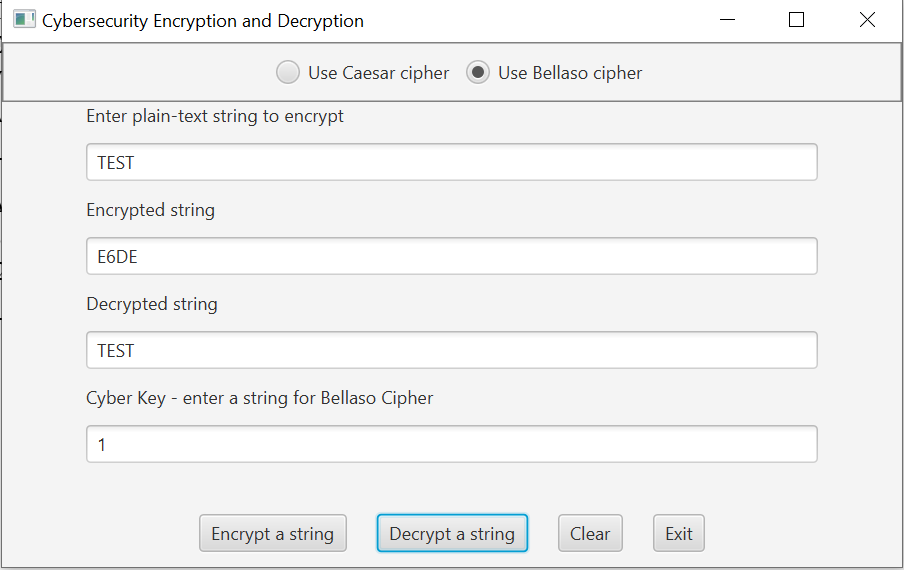 Cybersecurity Encryption and Decryption
Use Caesar cipher Use Bellaso cipher
Enter plain-text string to encrypt
TEST
Encrypted string
E6DE
Decrypted string
TEST
Cyber Key - enter a string for Bellaso Cipher
1
Encrypt a string Decrypt a string Clear Exit